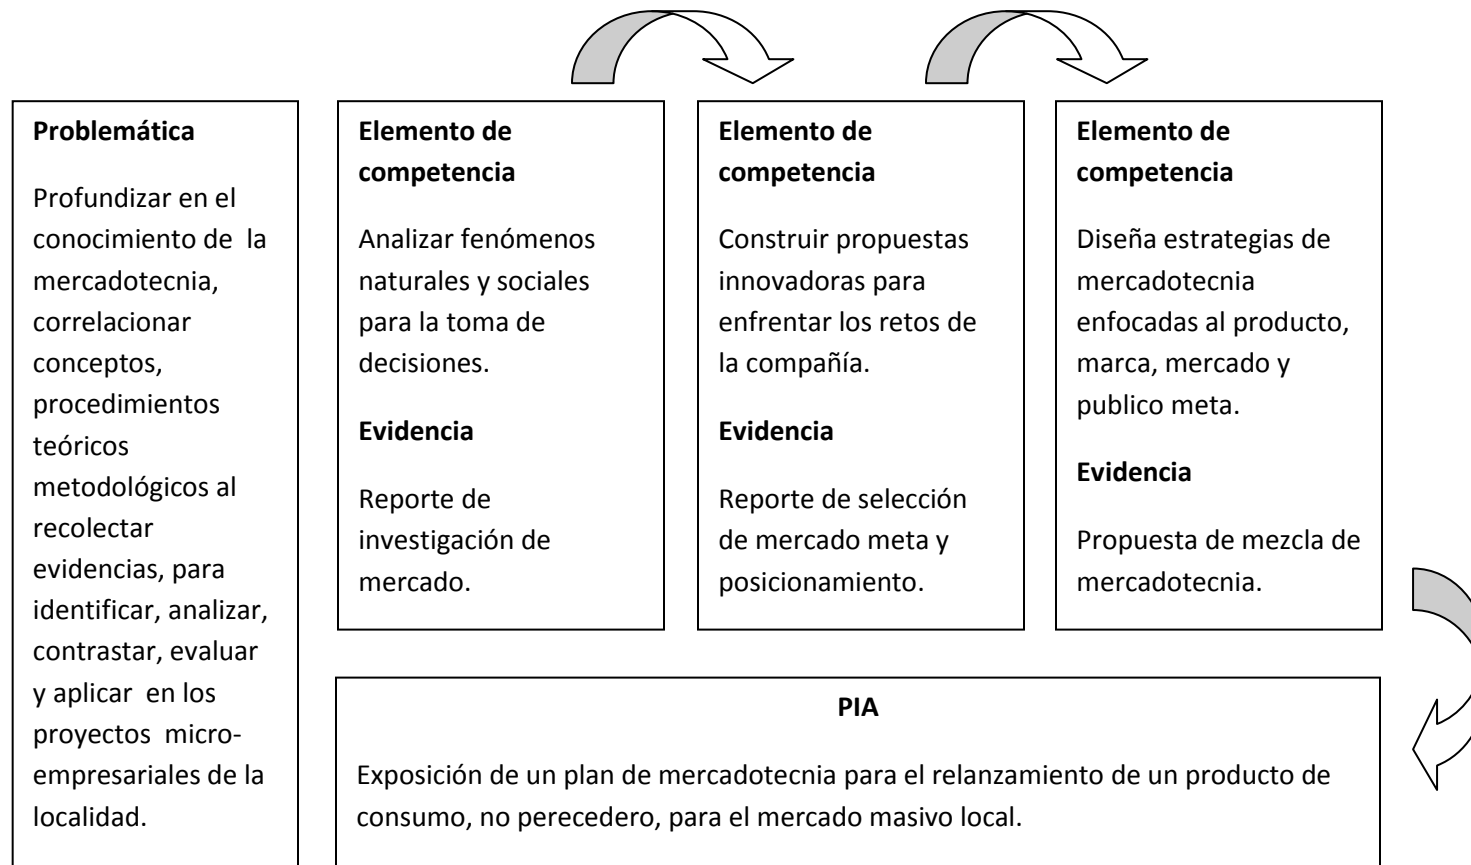 Problemática
Profundizar en el
conocimiento de  la
mercadotecnia,
correlacionar
conceptos,
procedimientos
teóricos
metodológicos al
recolectar
evidencias, para
identificar, analizar,
contrastar, evaluar
y aplicar  en los
proyectos  micro-
empresariales de la
localidad.
Elemento de
competencia
Analizar fenómenos
naturales y sociales
para la toma de
decisiones.
Evidencia
Reporte de
investigación de
mercado.
Elemento de
competencia
Construir propuestas
innovadoras para
enfrentar los retos de
la compañía.
Evidencia
Reporte de selección
de mercado meta y
posicionamiento.
Elemento de
competencia
Diseña estrategias de
mercadotecnia
enfocadas al producto,
marca, mercado y
publico meta.
Evidencia
Propuesta de mezcla de
mercadotecnia.
PIA
Exposición de un plan de mercadotecnia para el relanzamiento de un producto de
consumo, no perecedero, para el mercado masivo local.